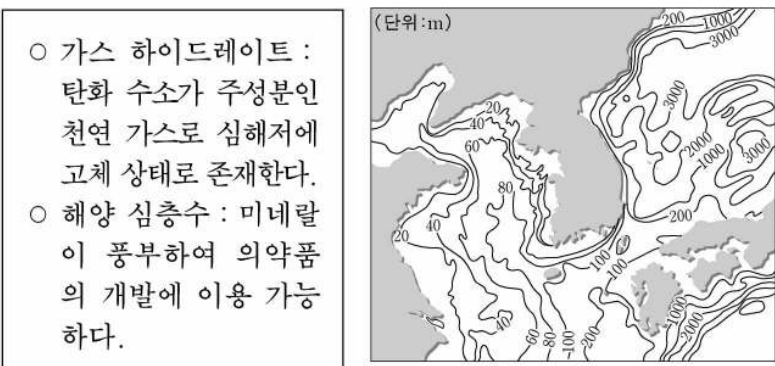 ○ 가스 하이드레이트 :
탄화 수소가 주성분인
천연 가스로 심해저에
고체 상태로 존재한다.
○ 해양 심층수 : 미네랄
이 풍부하여 의약품
의 개발에 이용 가능
하다.
(단위:m)
200
1000
3000
20
40
60
80
3000
2000
1000
3000
200
20
40
100
100
40
60
80
100
200
1000
2000